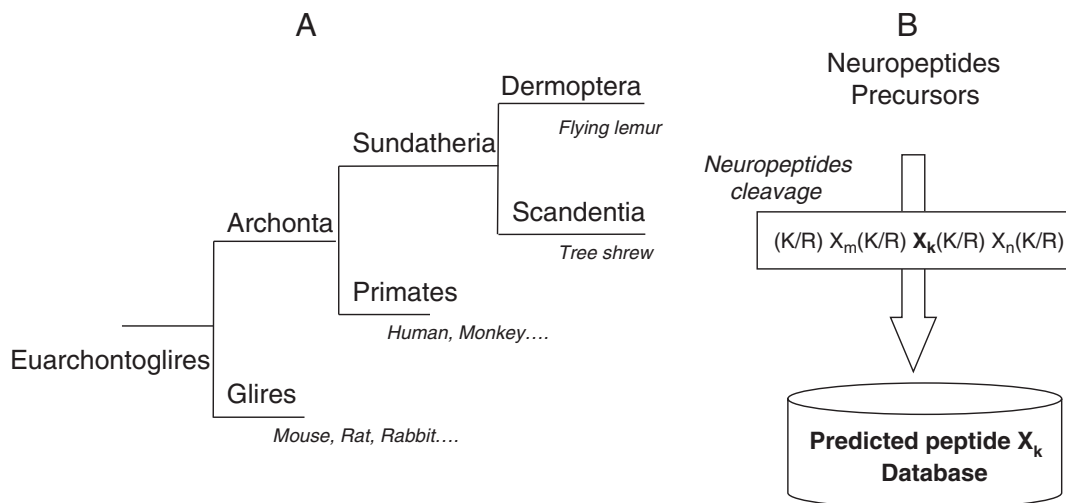 A
Dermoptera
Flying lemur
Sundatheria
Scandentia
Tree shrew
Archonta
Primates
Human, Monkey....
Euarchontoglires
Glires
Mouse, Rat, Rabbit....
B
Neuropeptides
Precursors
Neuropeptides
cleavage
(K/R) Xm(K/R) Xk(K/R) Xn(K/R)
Predicted peptide Xk
Database